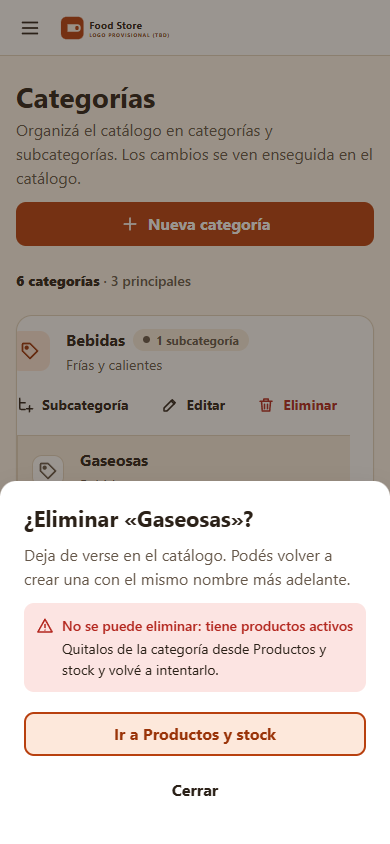 Food Store
LOGO PROVISIONAL (TBD)
Categorías
Organizá el catálogo en categorías y
subcategorías. Los cambios se ven enseguida en el
catálogo.
Nueva categoría
6 categorías · 3 principales
Bebidas
1 subcategoría
Frías y calientes
Subcategoría
Editar
Eliminar
Gaseosas
¿Eliminar «Gaseosas»?
Deja de verse en el catálogo. Podés volver a
crear una con el mismo nombre más adelante.
No se puede eliminar: tiene productos activos
Quitalos de la categoría desde Productos y
stock y volvé a intentarlo.
Ir a Productos y stock
Cerrar